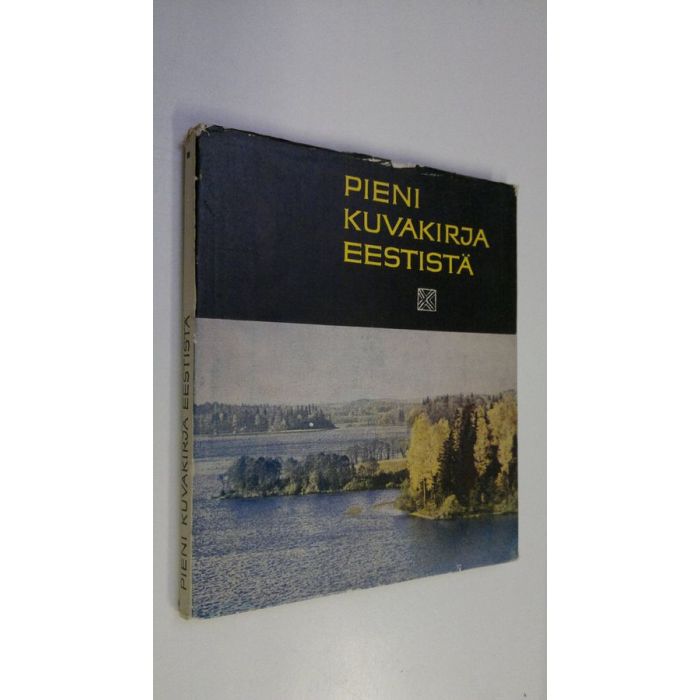 PIENI
KUVAKIRJA
EESTISTÄ
PIENI KUVAKIRJA EESTISTÄ